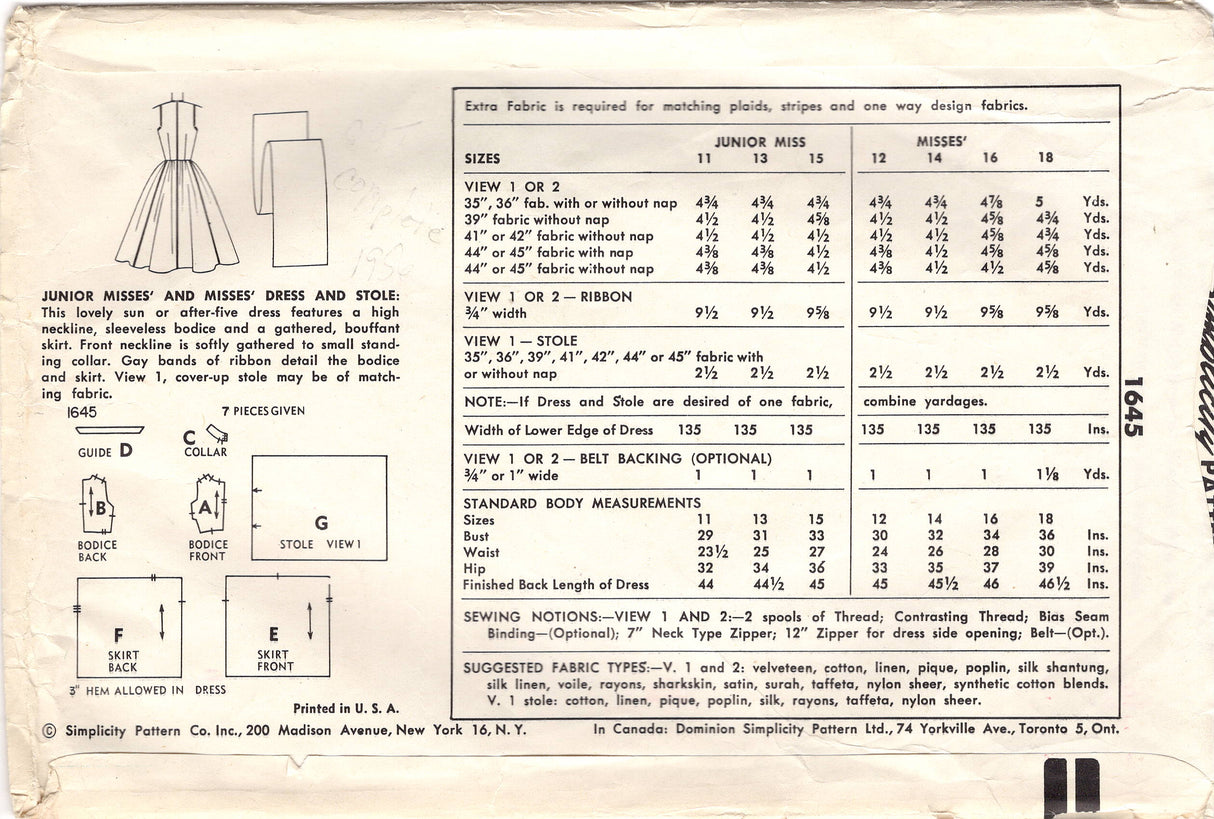 JUNIOR MISSES' AND MISSES' DRESS AND STOLE:
This lovely sun or after-five dress features a high
neckline, sleeveless bodice and a gathered, bouffant
skirt. Front neckline is softly gathered to small stand-
ing collar. Gay bands of ribbon detail the bodice
and skirt. View 1, cover-up stole may be of match-
ing fabric.
1645 7 PIECES GIVEN
GUIDE D
C
COLLAR
B
BODICE
BACK
A
BODICE
FRONT
G
STOLE VIEW 1
F
SKIRT
BACK
E
SKIRT
FRONT
3" HEM ALLOWED IN DRESS
Printed in U. S. A.
Extra Fabric is required for matching plaids, stripes and one way design fabrics.
JUNIOR MISS MISSES'
SIZES 11 13 15 12 14 16 18
VIEW 1 OR 2
35", 36" fab. with or without nap 4¾ 4¾ 4¾ 4¾ 4¾ 4⅞ 5 Yds.
39" fabric without nap 4½ 4½ 4⅝ 4½ 4½ 4⅝ 4¾ Yds.
41" or 42" fabric without nap 4½ 4½ 4½ 4½ 4½ 4⅝ 4¾ Yds.
44" or 45" fabric with nap 4⅜ 4⅜ 4½ 4⅜ 4½ 4⅝ 4⅝ Yds.
44" or 45" fabric without nap 4⅜ 4⅜ 4½ 4⅜ 4½ 4½ 4⅝ Yds.
VIEW 1 OR 2 — RIBBON
¾" width 9½ 9½ 9⅝ 9½ 9½ 9⅝ 9⅝ Yds.
VIEW 1 — STOLE
35", 36", 39", 41", 42", 44" or 45" fabric with
or without nap 2½ 2½ 2½ 2½ 2½ 2½ 2½ Yds.
NOTE:—If Dress and Stole are desired of one fabric, combine yardages.
Width of Lower Edge of Dress 135 135 135 135 135 135 135 Ins.
VIEW 1 OR 2 — BELT BACKING (OPTIONAL)
¾" or 1" wide 1 1 1 1 1 1 1⅛ Yds.
STANDARD BODY MEASUREMENTS
Sizes 11 13 15 12 14 16 18
Bust 29 31 33 30 32 34 36 Ins.
Waist 23½ 25 27 24 26 28 30 Ins.
Hip 32 34 36 33 35 37 39 Ins.
Finished Back Length of Dress 44 44½ 45 45 45½ 46 46½ Ins.
SEWING NOTIONS:—VIEW 1 AND 2:—2 spools of Thread; Contrasting Thread; Bias Seam
Binding—(Optional); 7" Neck Type Zipper; 12" Zipper for dress side opening; Belt—(Opt.).
SUGGESTED FABRIC TYPES:—V. 1 and 2: velveteen, cotton, linen, pique, poplin, silk shantung,
silk linen, voile, rayons, sharkskin, satin, surah, taffeta, nylon sheer, synthetic cotton blends.
V. 1 stole: cotton, linen, pique, poplin, silk, rayons, taffeta, nylon sheer.
© Simplicity Pattern Co. Inc., 200 Madison Avenue, New York 16, N. Y. In Canada: Dominion Simplicity Pattern Ltd., 74 Yorkville Ave., Toronto 5, Ont.
1645
complete